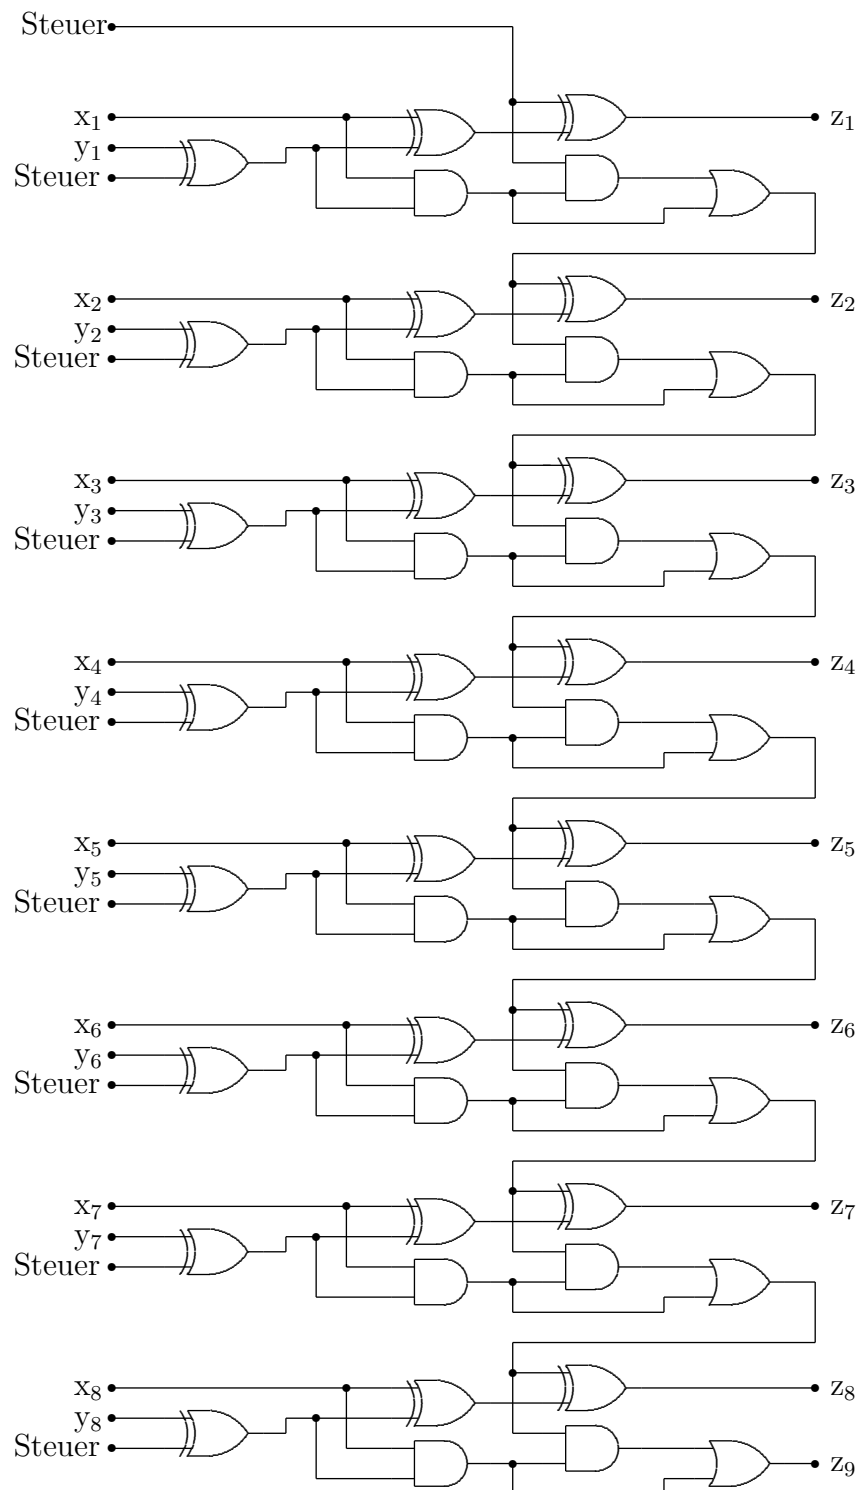 Steuer
x₁ z₁
y₁
Steuer
x₂ z₂
y₂
Steuer
x₃ z₃
y₃
Steuer
x₄ z₄
y₄
Steuer
x₅ z₅
y₅
Steuer
x₆ z₆
y₆
Steuer
x₇ z₇
y₇
Steuer
x₈ z₈
y₈
Steuer z₉